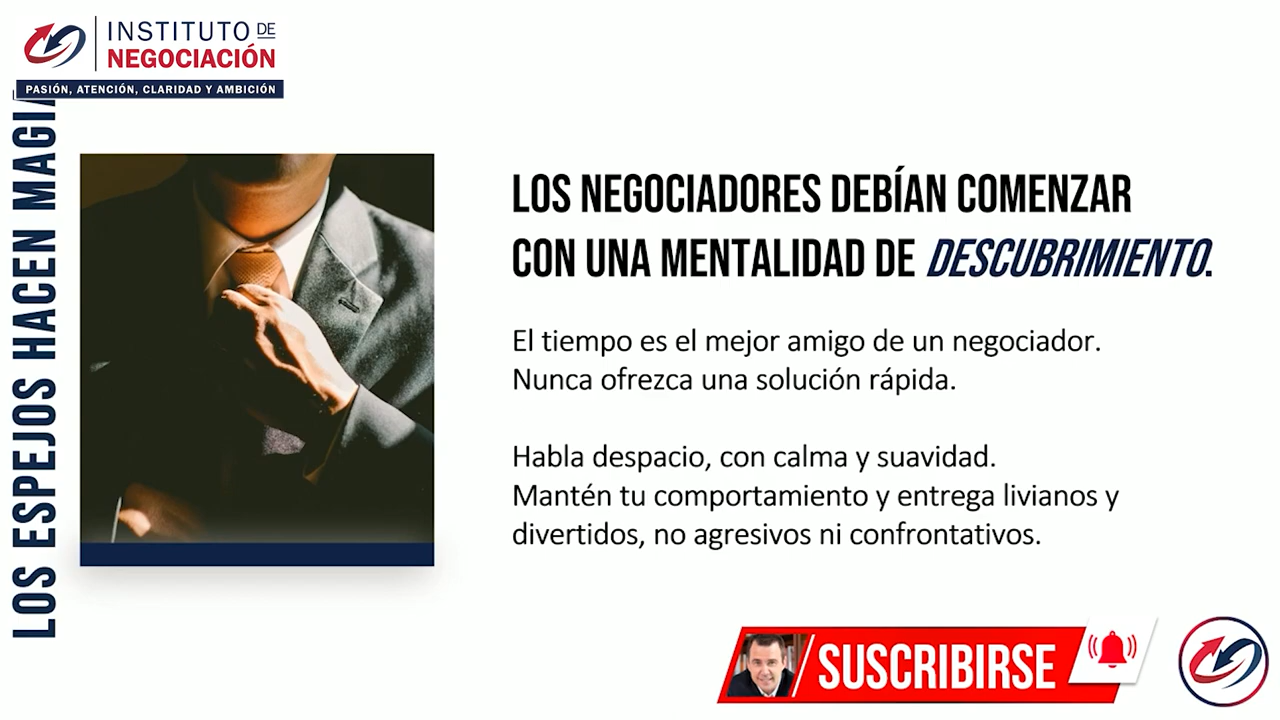 INSTITUTO DE
NEGOCIACIÓN
PASIÓN, ATENCIÓN, CLARIDAD Y AMBICIÓN
LOS ESPEJOS HACEN MAGIA
LOS NEGOCIADORES DEBÍAN COMENZAR
CON UNA MENTALIDAD DE DESCUBRIMIENTO.
El tiempo es el mejor amigo de un negociador.
Nunca ofrezca una solución rápida.
Habla despacio, con calma y suavidad.
Mantén tu comportamiento y entrega livianos y
divertidos, no agresivos ni confrontativos.
SUSCRIBIRSE